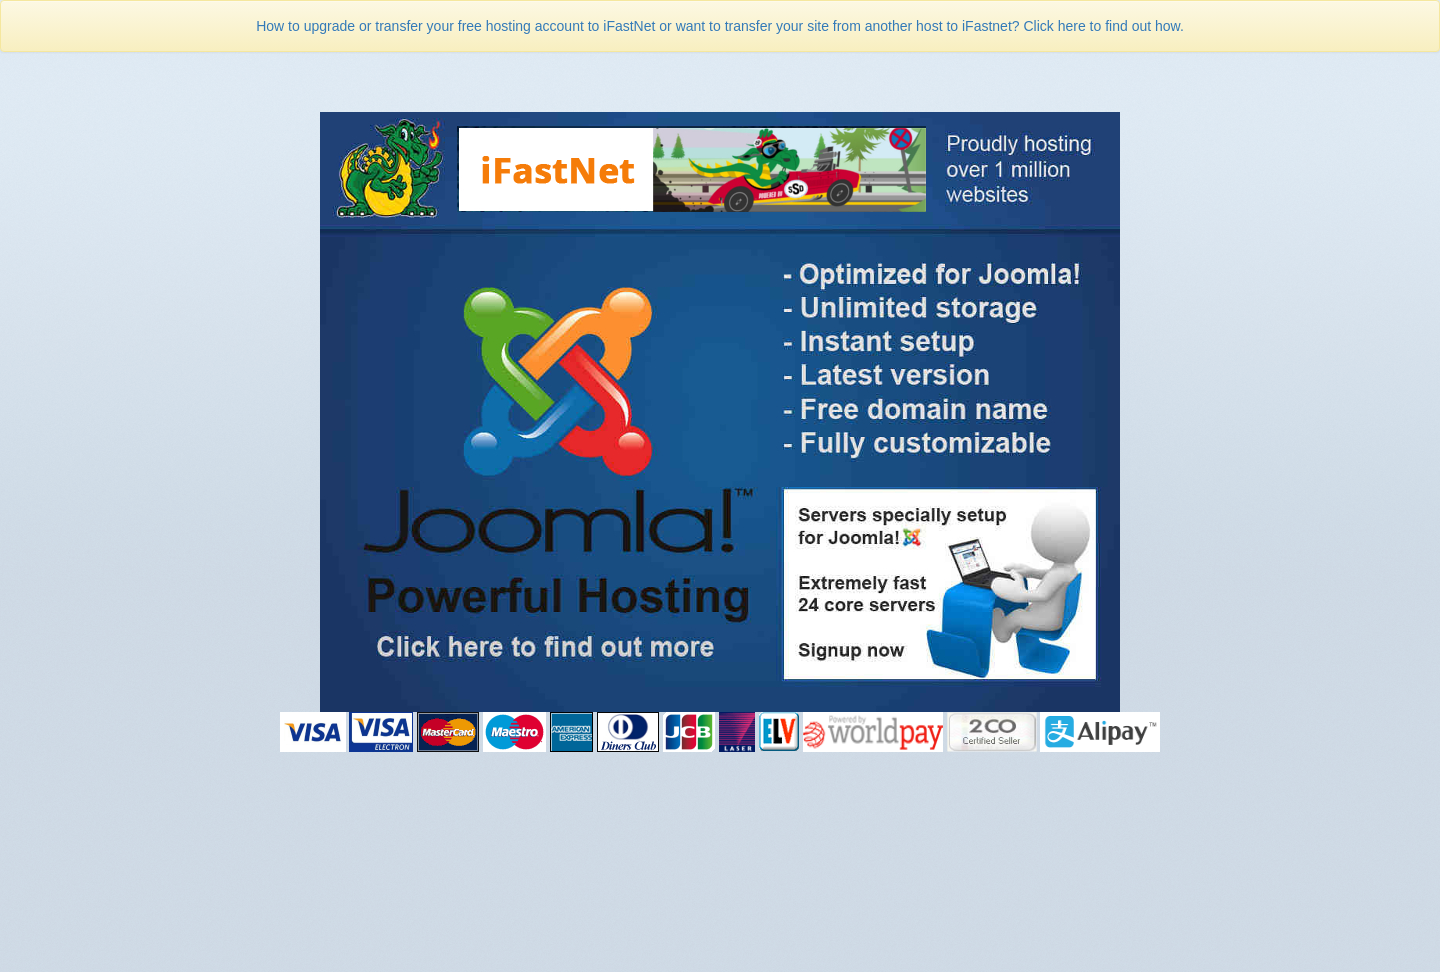 How to upgrade or transfer your free hosting account to iFastNet or want to transfer your site from another host to iFastnet? Click here to find out how.
iFastNet
POWERED BY
SSD
Proudly hosting
over 1 million
websites
- Optimized for Joomla!
- Unlimited storage
- Instant setup
- Latest version
- Free domain name
- Fully customizable
Joomla!™
Powerful Hosting
Click here to find out more
Servers specially setup
for Joomla!
Extremely fast
24 core servers
Signup now
VISA
VISA
ELECTRON
MasterCard
Maestro
AMERICAN
EXPRESS
Diners Club
JCB
LASER
ELV
Powered by
worldpay
2CO
Certified Seller
支 Alipay™